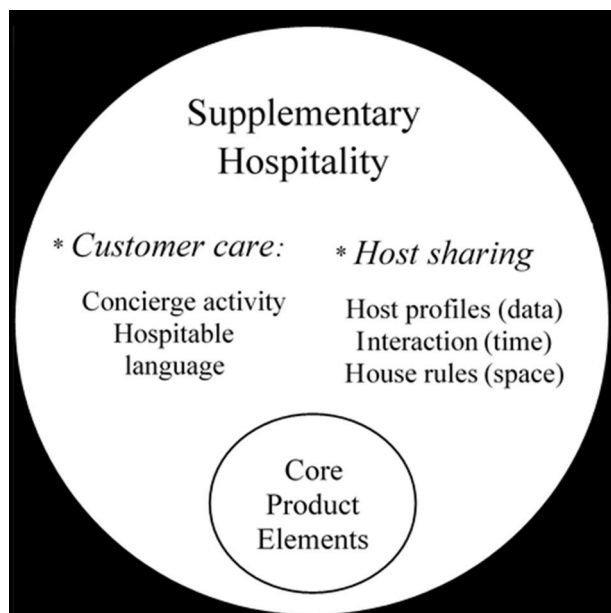 Supplementary
Hospitality
* Customer care:
Concierge activity
Hospitable
language
* Host sharing
Host profiles (data)
Interaction (time)
House rules (space)
Core
Product
Elements